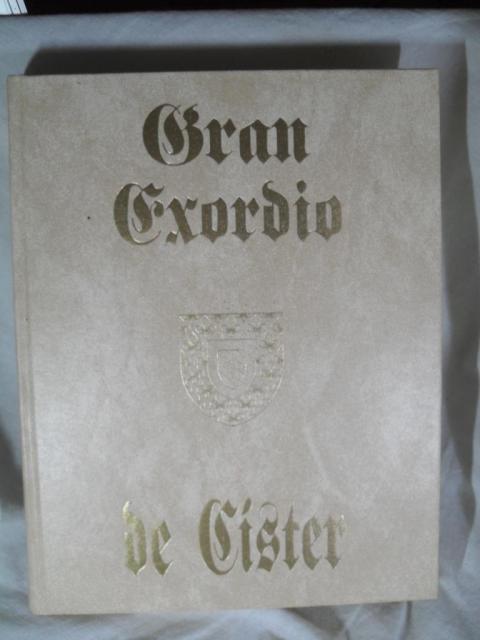 Gran
Exordio
de Cister